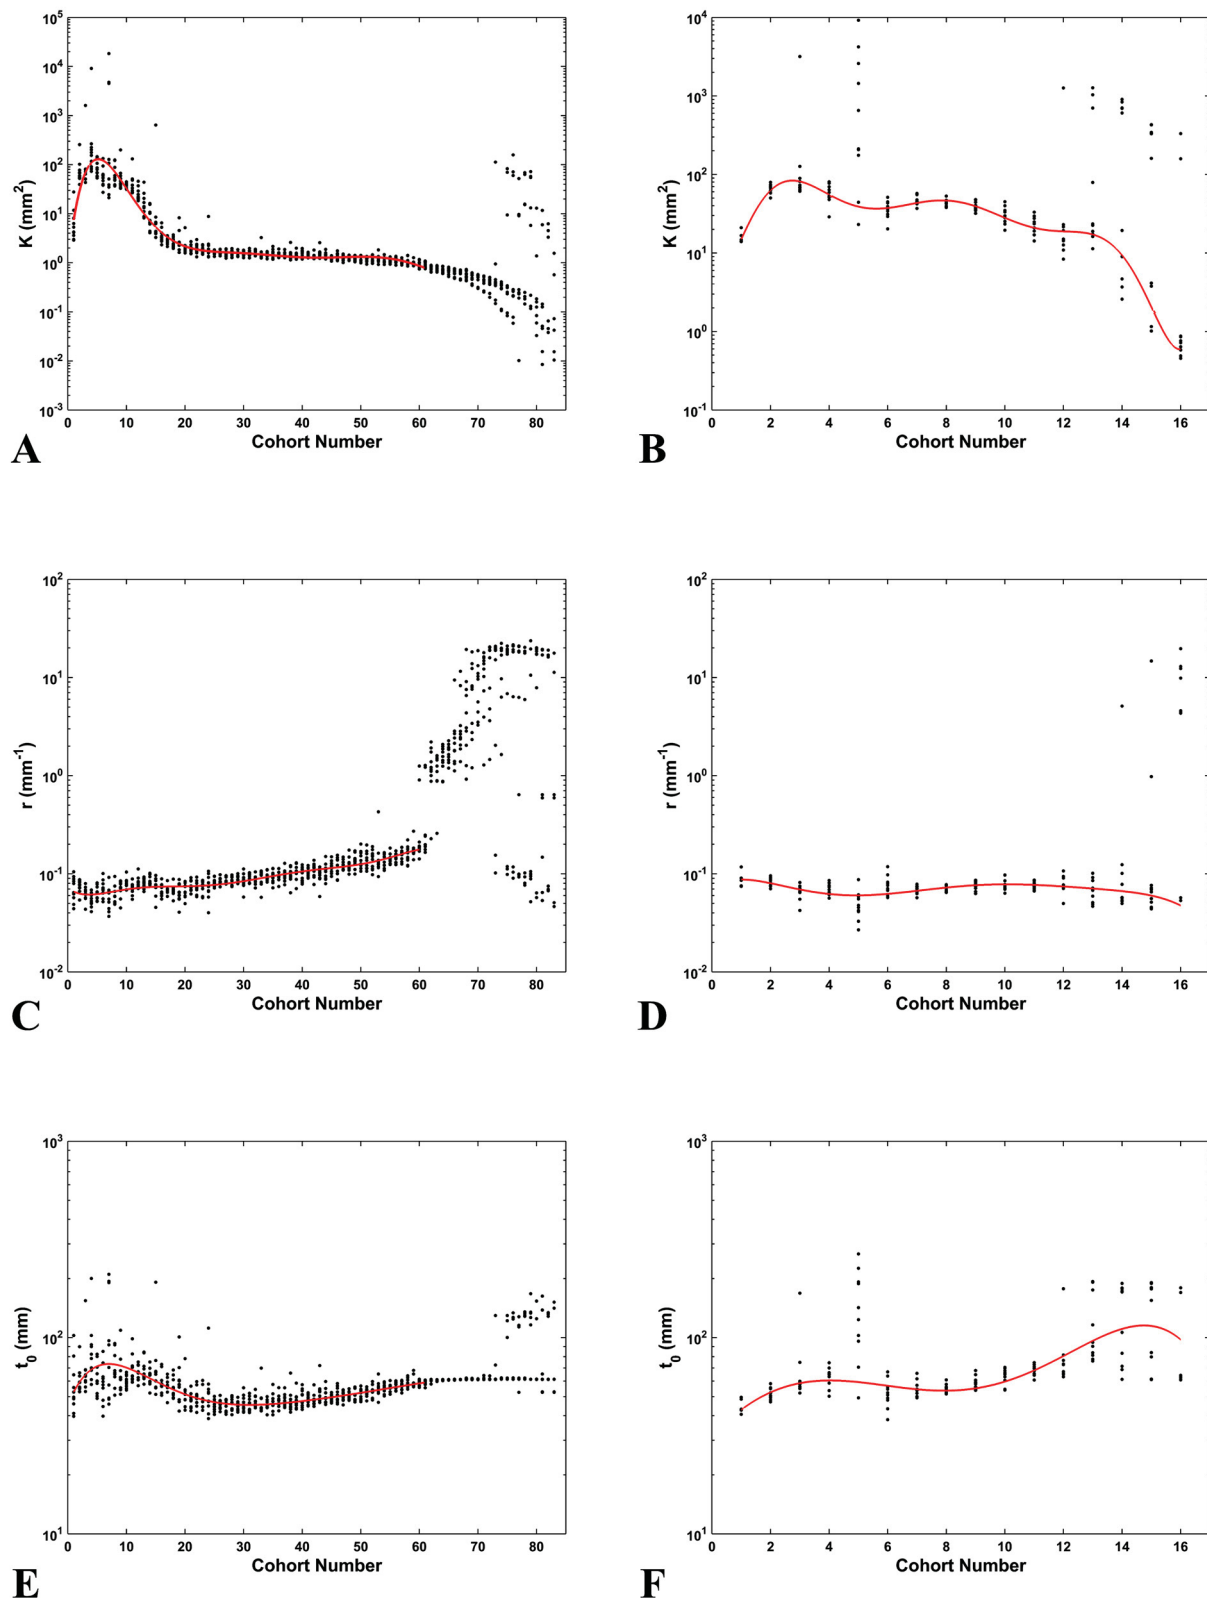 10^5
10^4
10^3
10^2
10^1
10^0
10^-1
10^-2
10^-3
K (mm^2)
0 10 20 30 40 50 60 70 80
Cohort Number
A
10^4
10^3
10^2
10^1
10^0
10^-1
K (mm^2)
0 2 4 6 8 10 12 14 16
Cohort Number
B
10^2
10^1
10^0
10^-1
10^-2
r (mm^-1)
0 10 20 30 40 50 60 70 80
Cohort Number
C
10^2
10^1
10^0
10^-1
10^-2
r (mm^-1)
0 2 4 6 8 10 12 14 16
Cohort Number
D
10^3
10^2
10^1
t_0 (mm)
0 10 20 30 40 50 60 70 80
Cohort Number
E
10^3
10^2
10^1
t_0 (mm)
0 2 4 6 8 10 12 14 16
Cohort Number
F